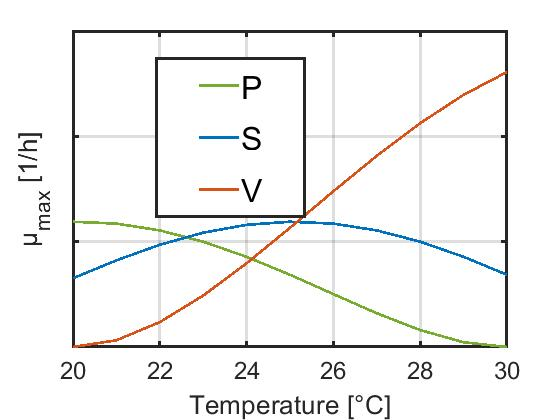 P
S
V
μmax [1/h]
20 22 24 26 28 30
Temperature [°C]